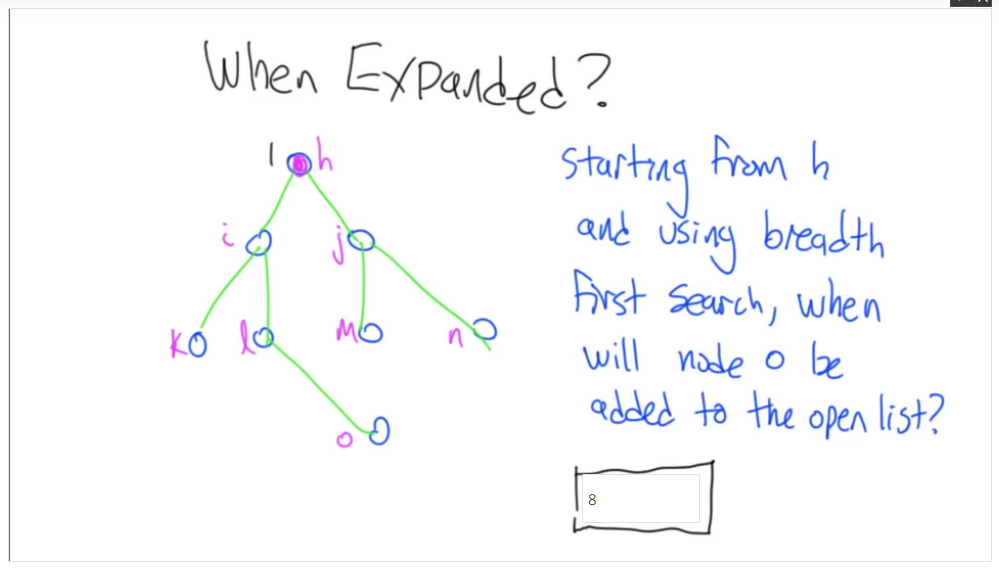 When Expanded?
1 h
i j
k l m n
o
starting from h
and using breadth
first search, when
will node o be
added to the open list?
8